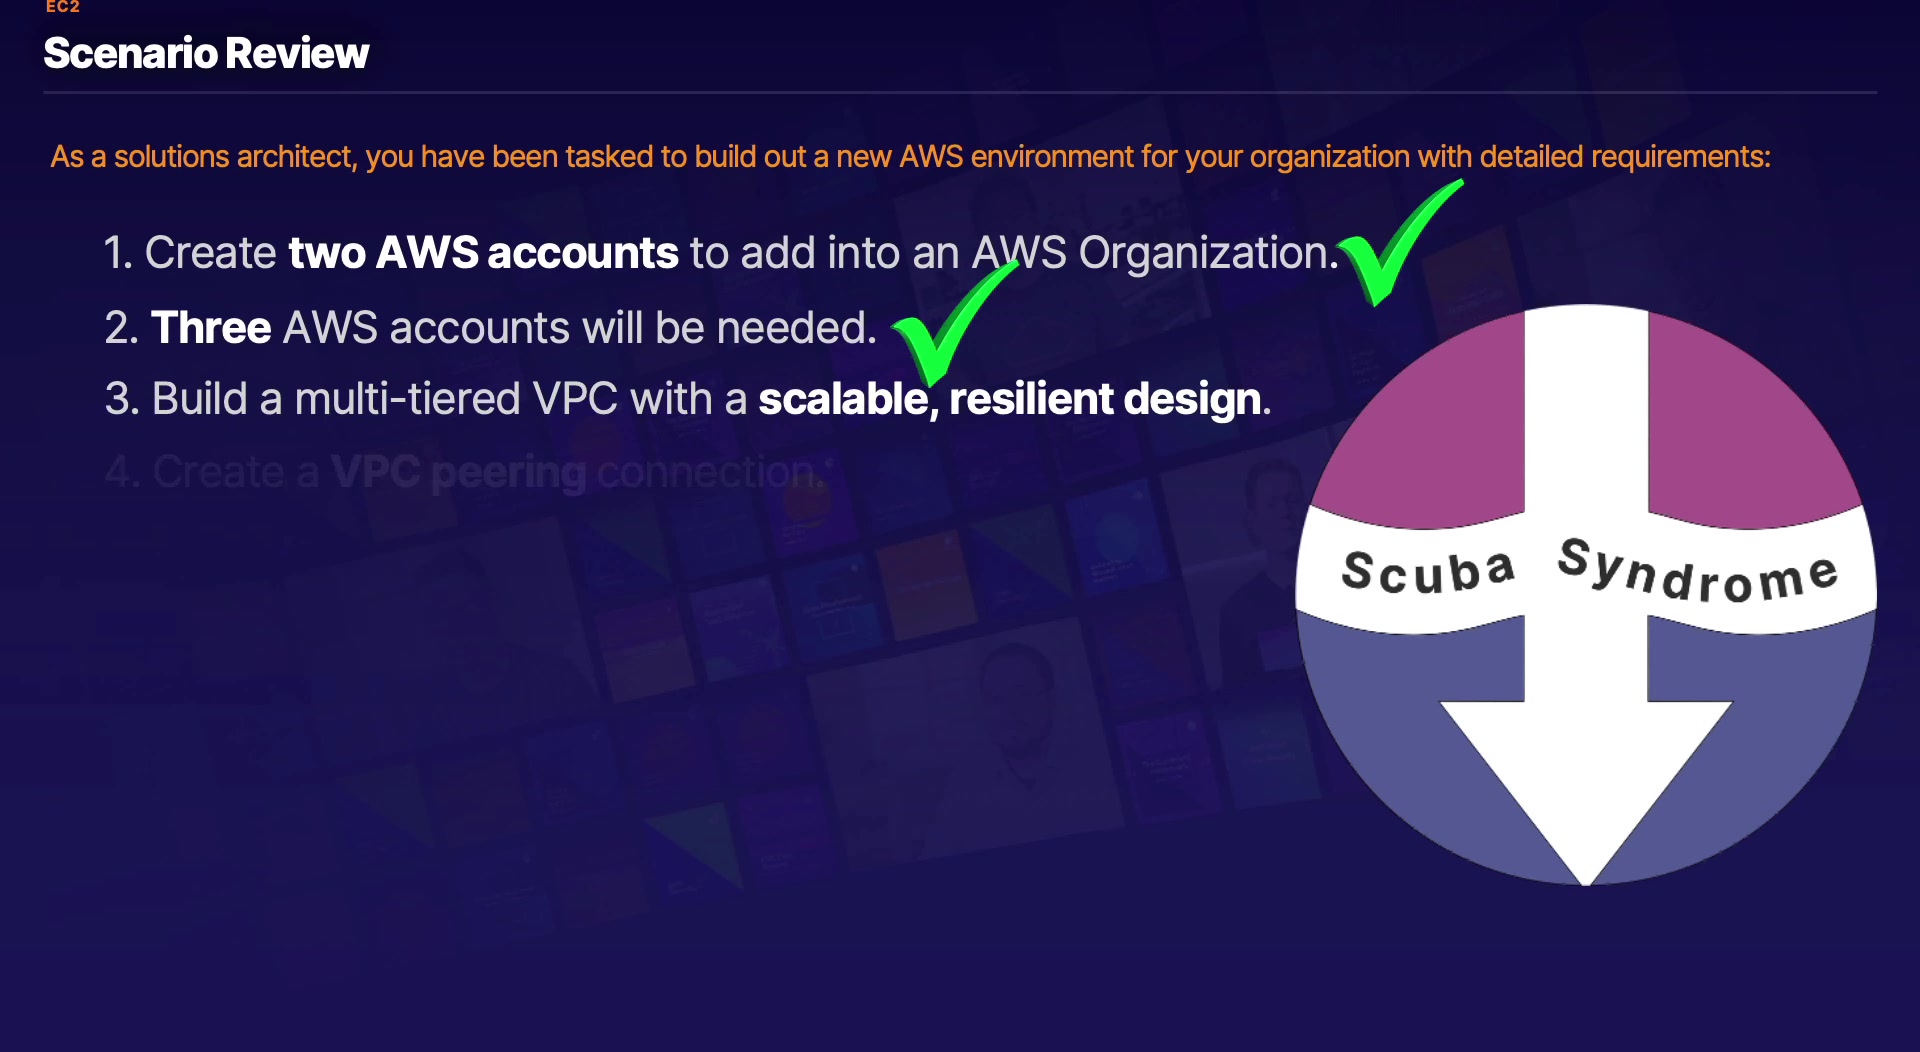 EC2
Scenario Review
As a solutions architect, you have been tasked to build out a new AWS environment for your organization with detailed requirements:
1. Create two AWS accounts to add into an AWS Organization.
2. Three AWS accounts will be needed.
3. Build a multi-tiered VPC with a scalable, resilient design.
4. Create a VPC peering connection.
Scuba Syndrome